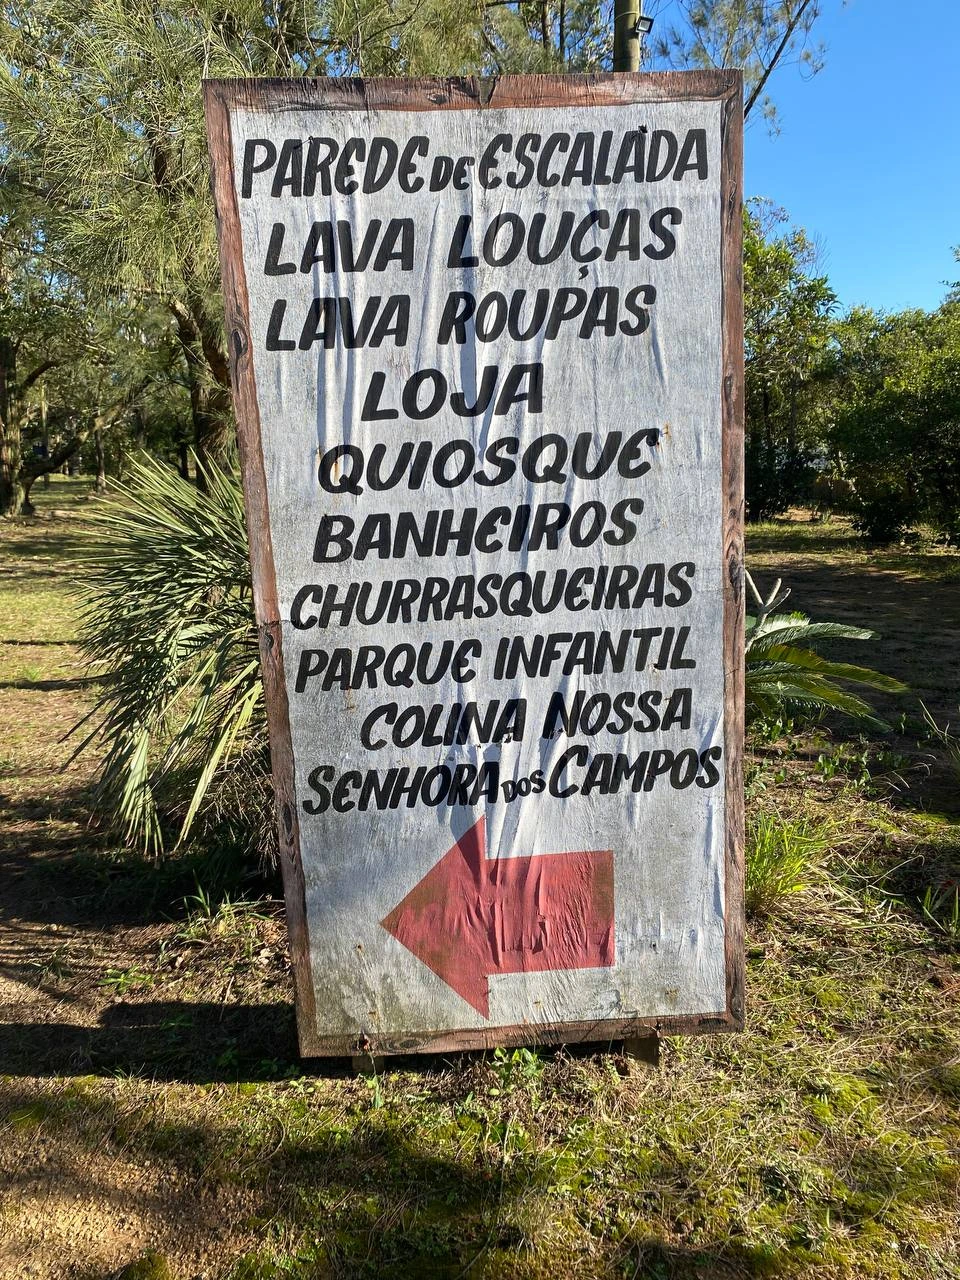 PAREDE DE ESCALADA
LAVA LOUÇAS
LAVA ROUPAS
LOJA
QUIOSQUE
BANHEIROS
CHURRASQUEIRAS
PARQUE INFANTIL
COLINA NOSSA
SENHORA DOS CAMPOS